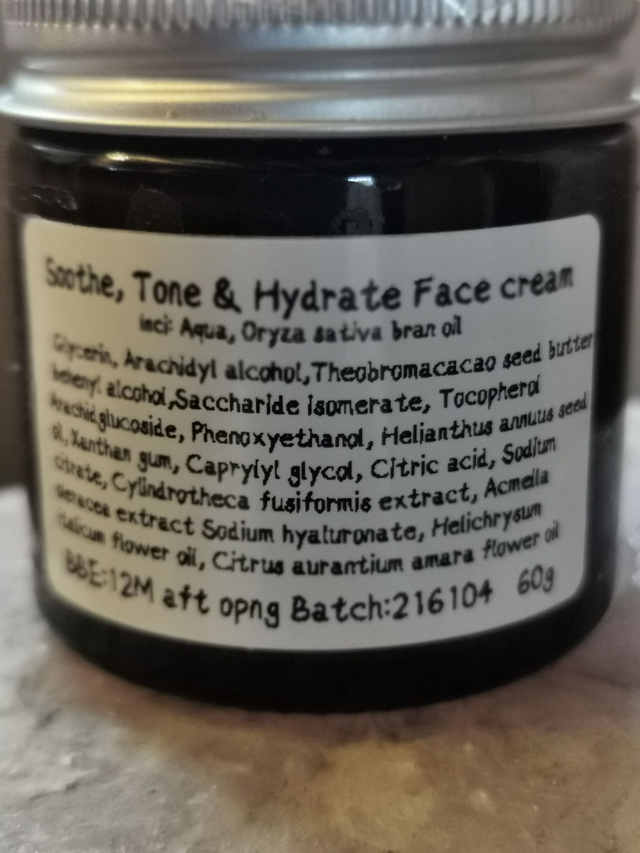 Soothe, Tone & Hydrate Face cream
inci: Aqua, Oryza sativa bran oil
Glycerin, Arachidyl alcohol,Theobromacacao seed butter
behenyl alcohol,Saccharide isomerate, Tocopherol
Arachidglucoside, Phenoxyethanol, Helianthus annuus seed
oil,Xanthan gum, Caprylyl glycol, Citric acid, Sodium
citrate, Cylindrotheca fusiformis extract, Acmella
oleracea extract Sodium hyaluronate, Helichrysum
italicum flower oil, Citrus aurantium amara flower oil
BBE:12M aft opng Batch:216104 60g